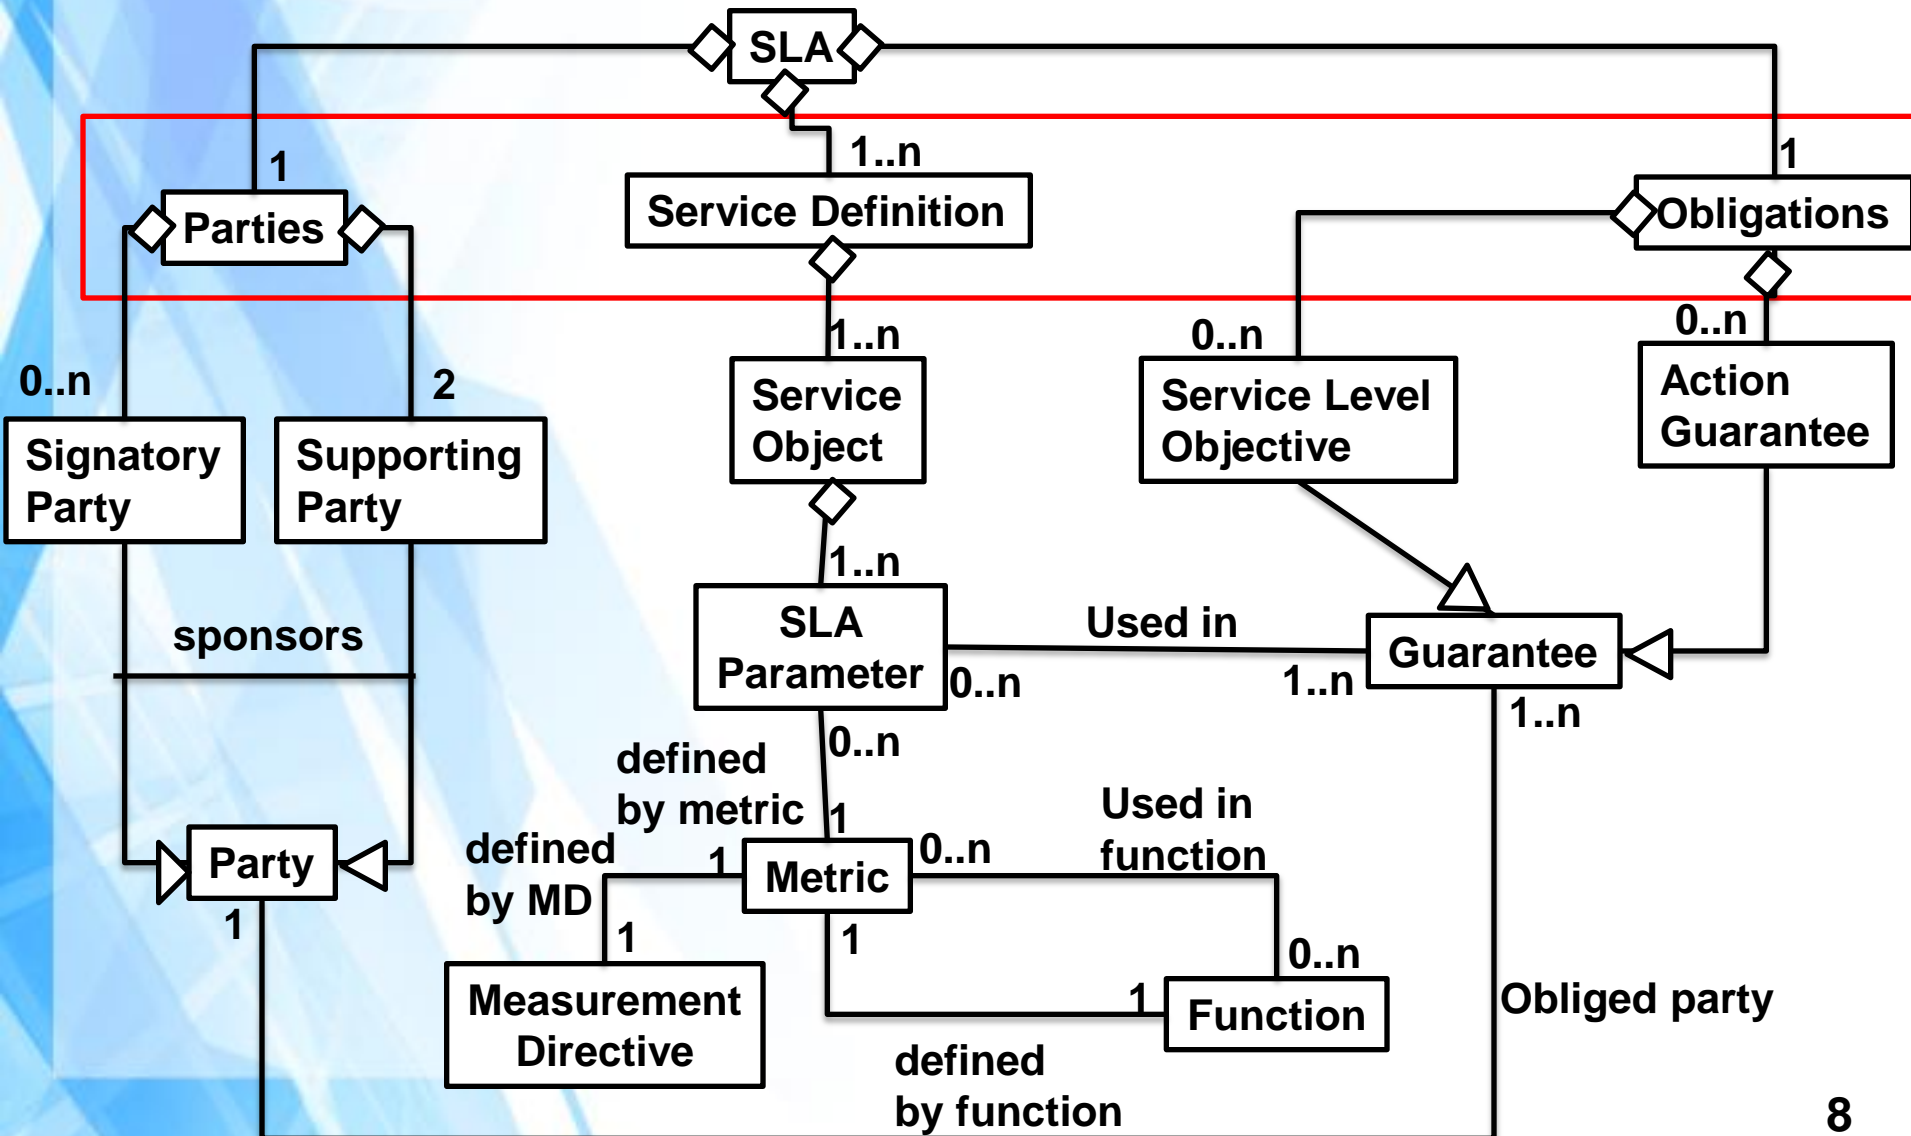 SLA
1
1..n
1
Parties
Service Definition
Obligations
0..n
2
1..n
0..n
0..n
Signatory
Party
Supporting
Party
Service
Object
Service Level
Objective
Action
Guarantee
1..n
sponsors
SLA
Parameter
Used in
Guarantee
0..n
1..n
1..n
0..n
defined
by metric
1
Used in
function
defined
by MD
1
0..n
Party
Metric
1
1
1
0..n
Measurement
Directive
1
Function
Obliged party
defined
by function
8